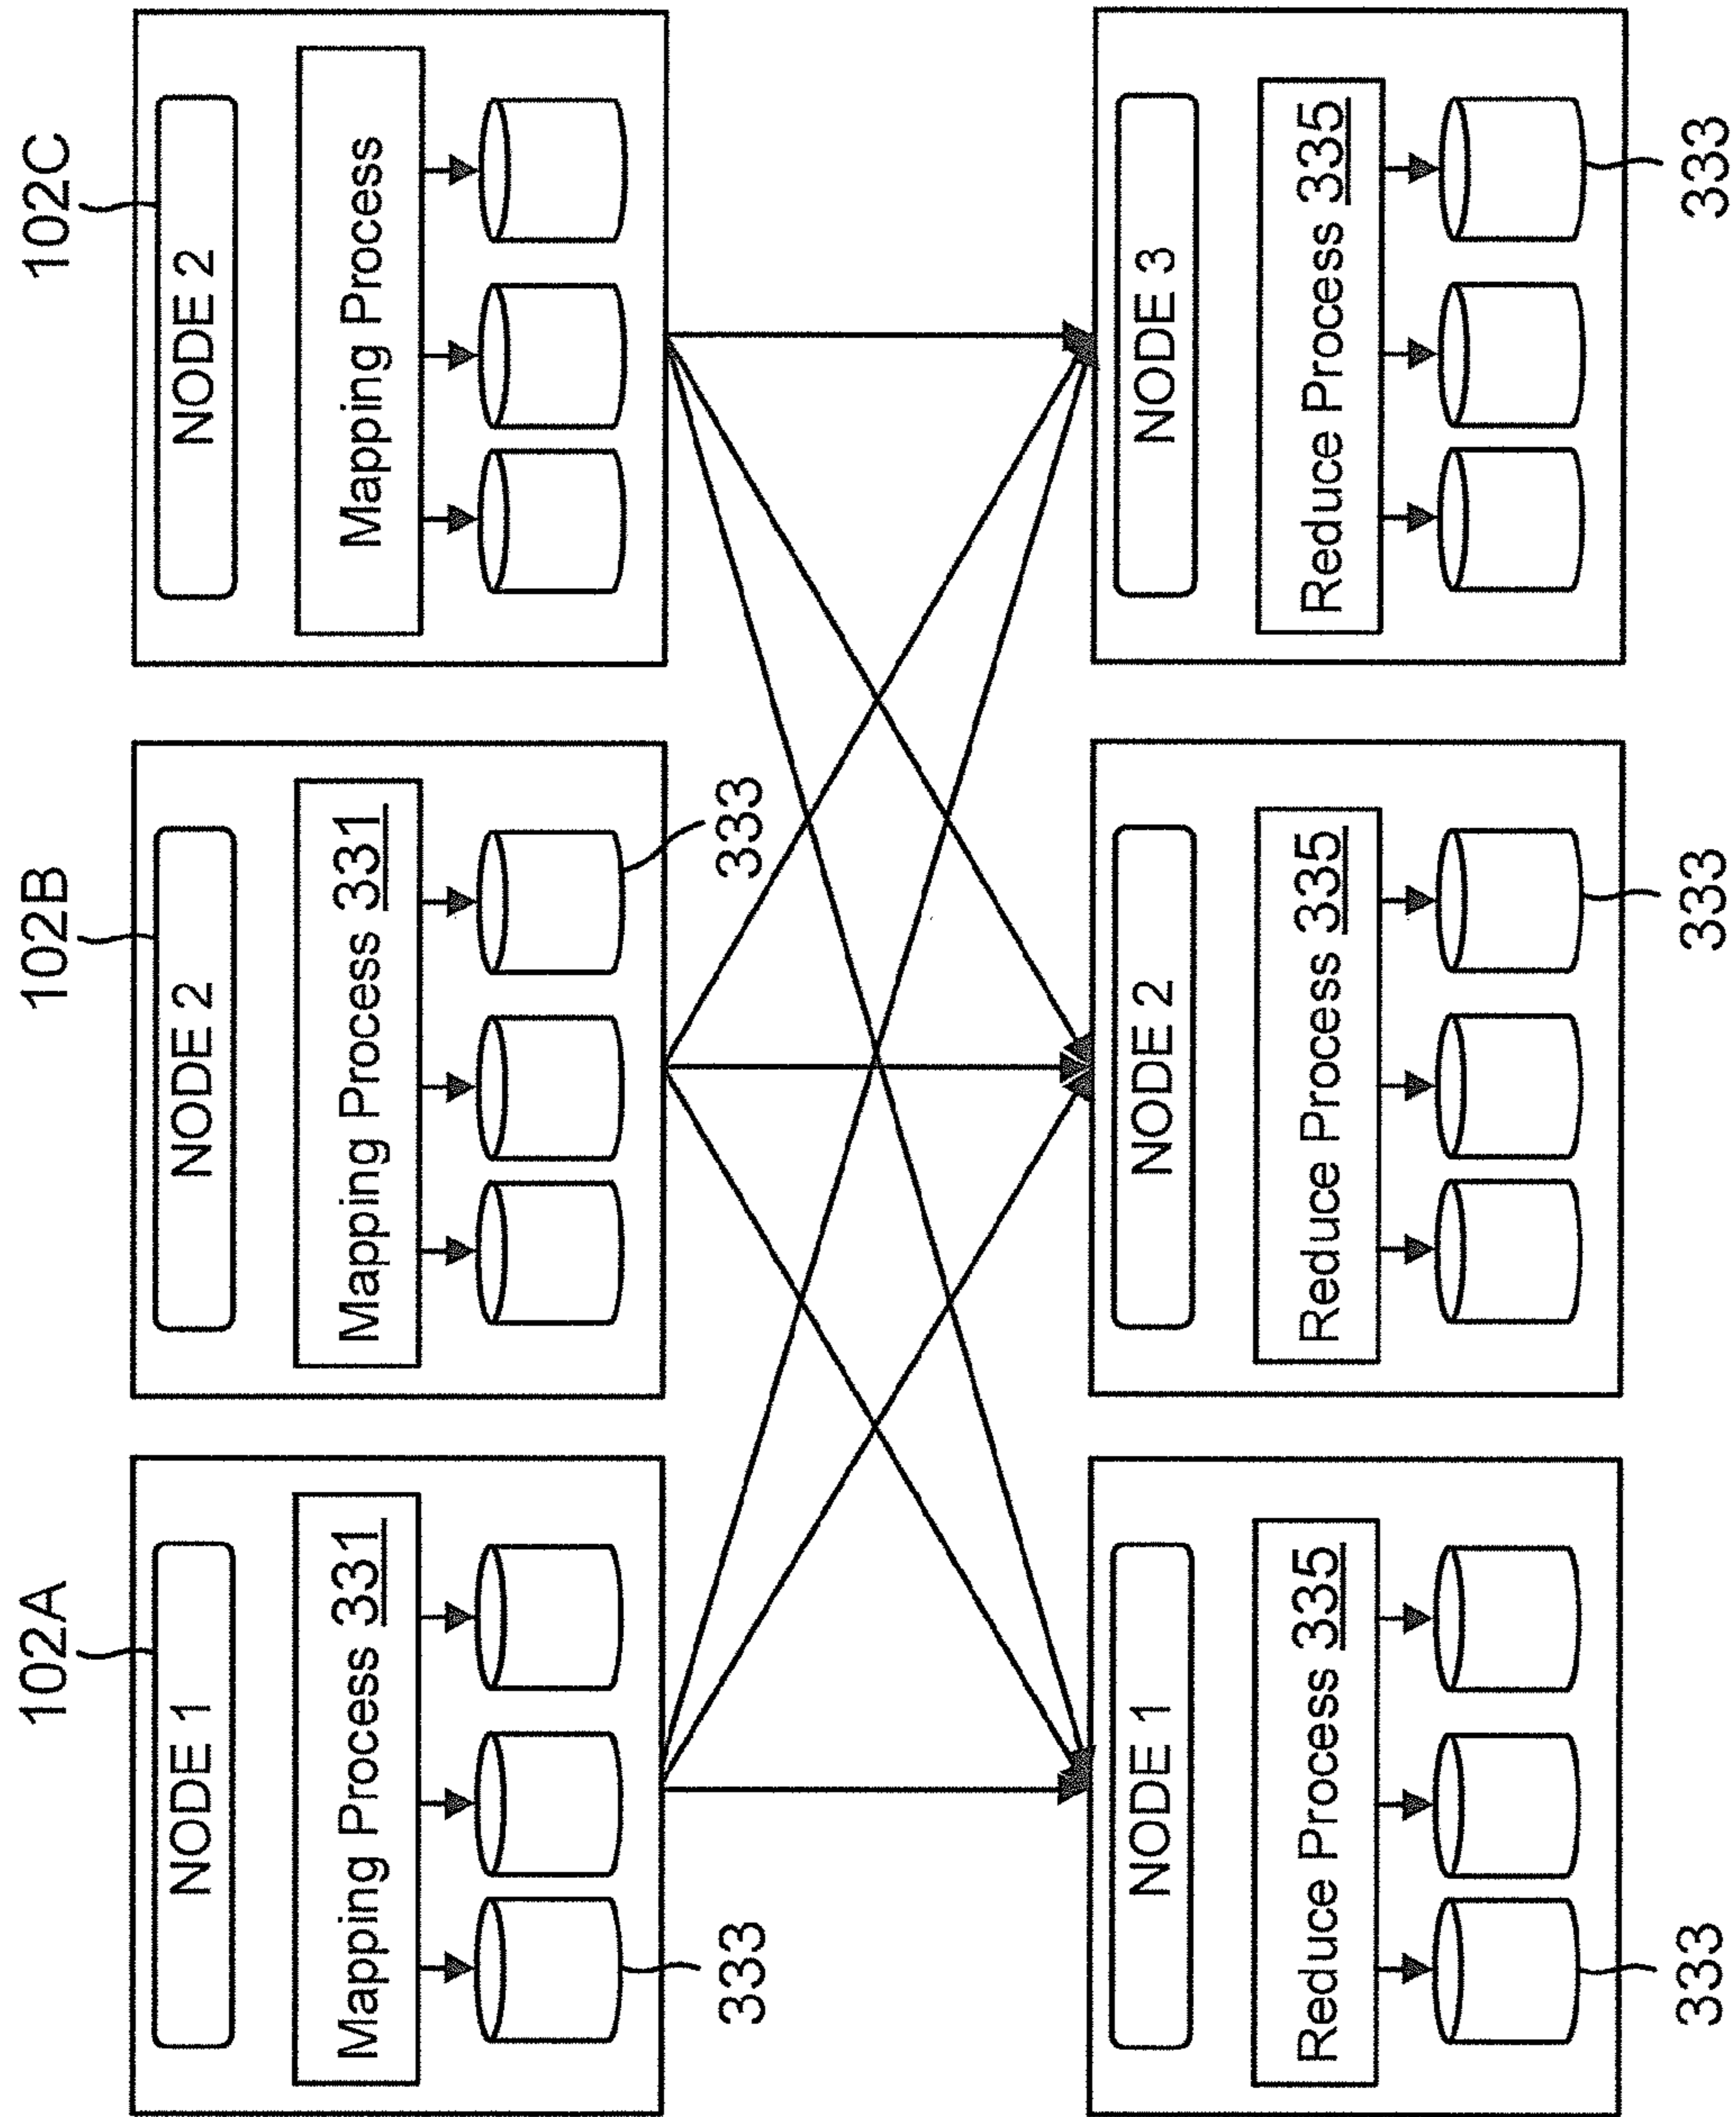 102A
102B
102C
NODE 1
NODE 2
NODE 2
Mapping Process 331
Mapping Process 331
Mapping Process
333
333
NODE 1
NODE 2
NODE 3
Reduce Process 335
Reduce Process 335
Reduce Process 335
333
333
333